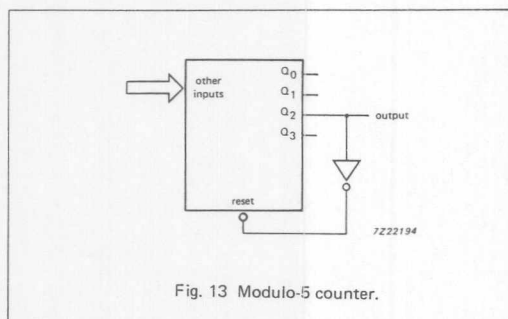 other
inputs
Q0
Q1
Q2
Q3
output
reset
7Z22194
Fig. 13 Modulo-5 counter.